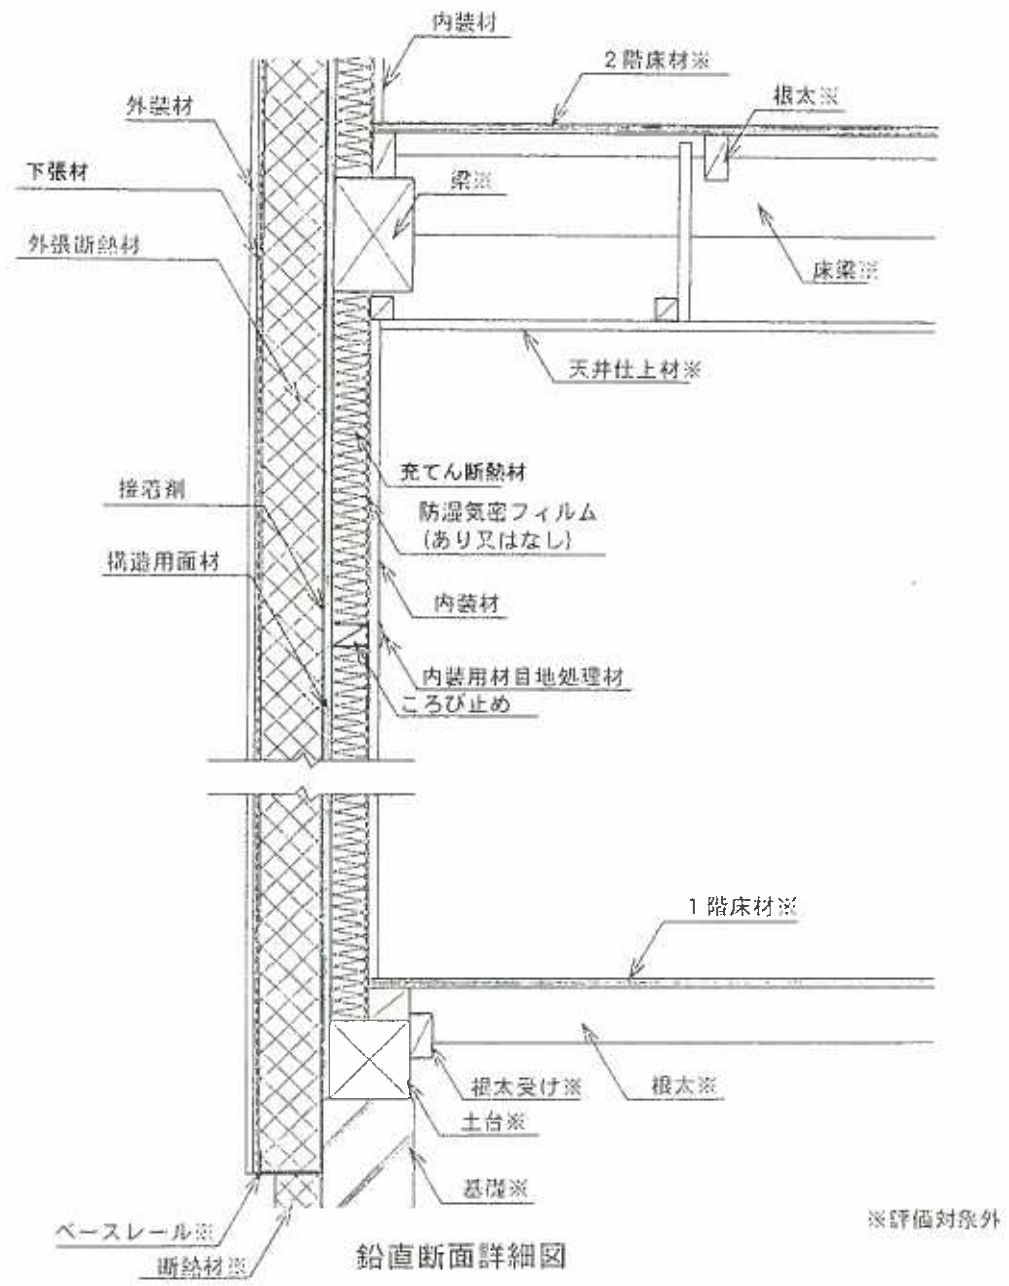 内装材
2階床材※
根太※
外装材
下張材
梁※
外張断熱材
床梁※
天井仕上材※
充てん断熱材
接着剤
防湿気密フィルム
(あり又はなし)
構造用面材
内装材
内装用材目地処理材
ころび止め
1階床材※
根太受け※
根太※
土台※
基礎※
ベースレール※
断熱材※
※評価対象外
鉛直断面詳細図